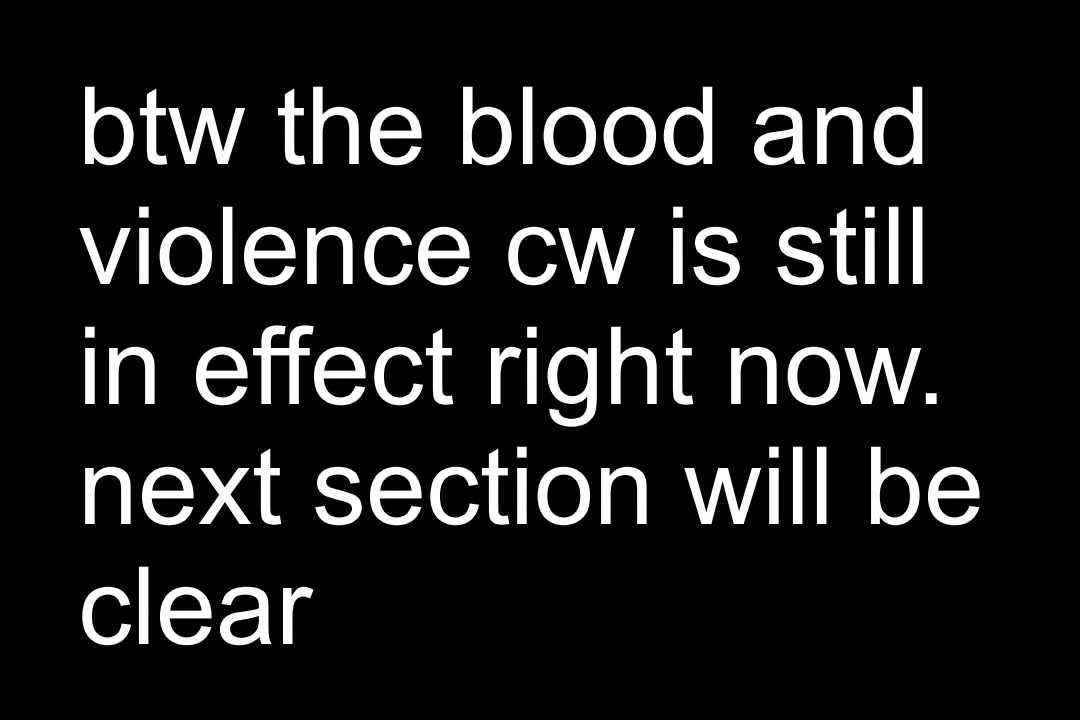 btw the blood and
violence cw is still
in effect right now.
next section will be
clear